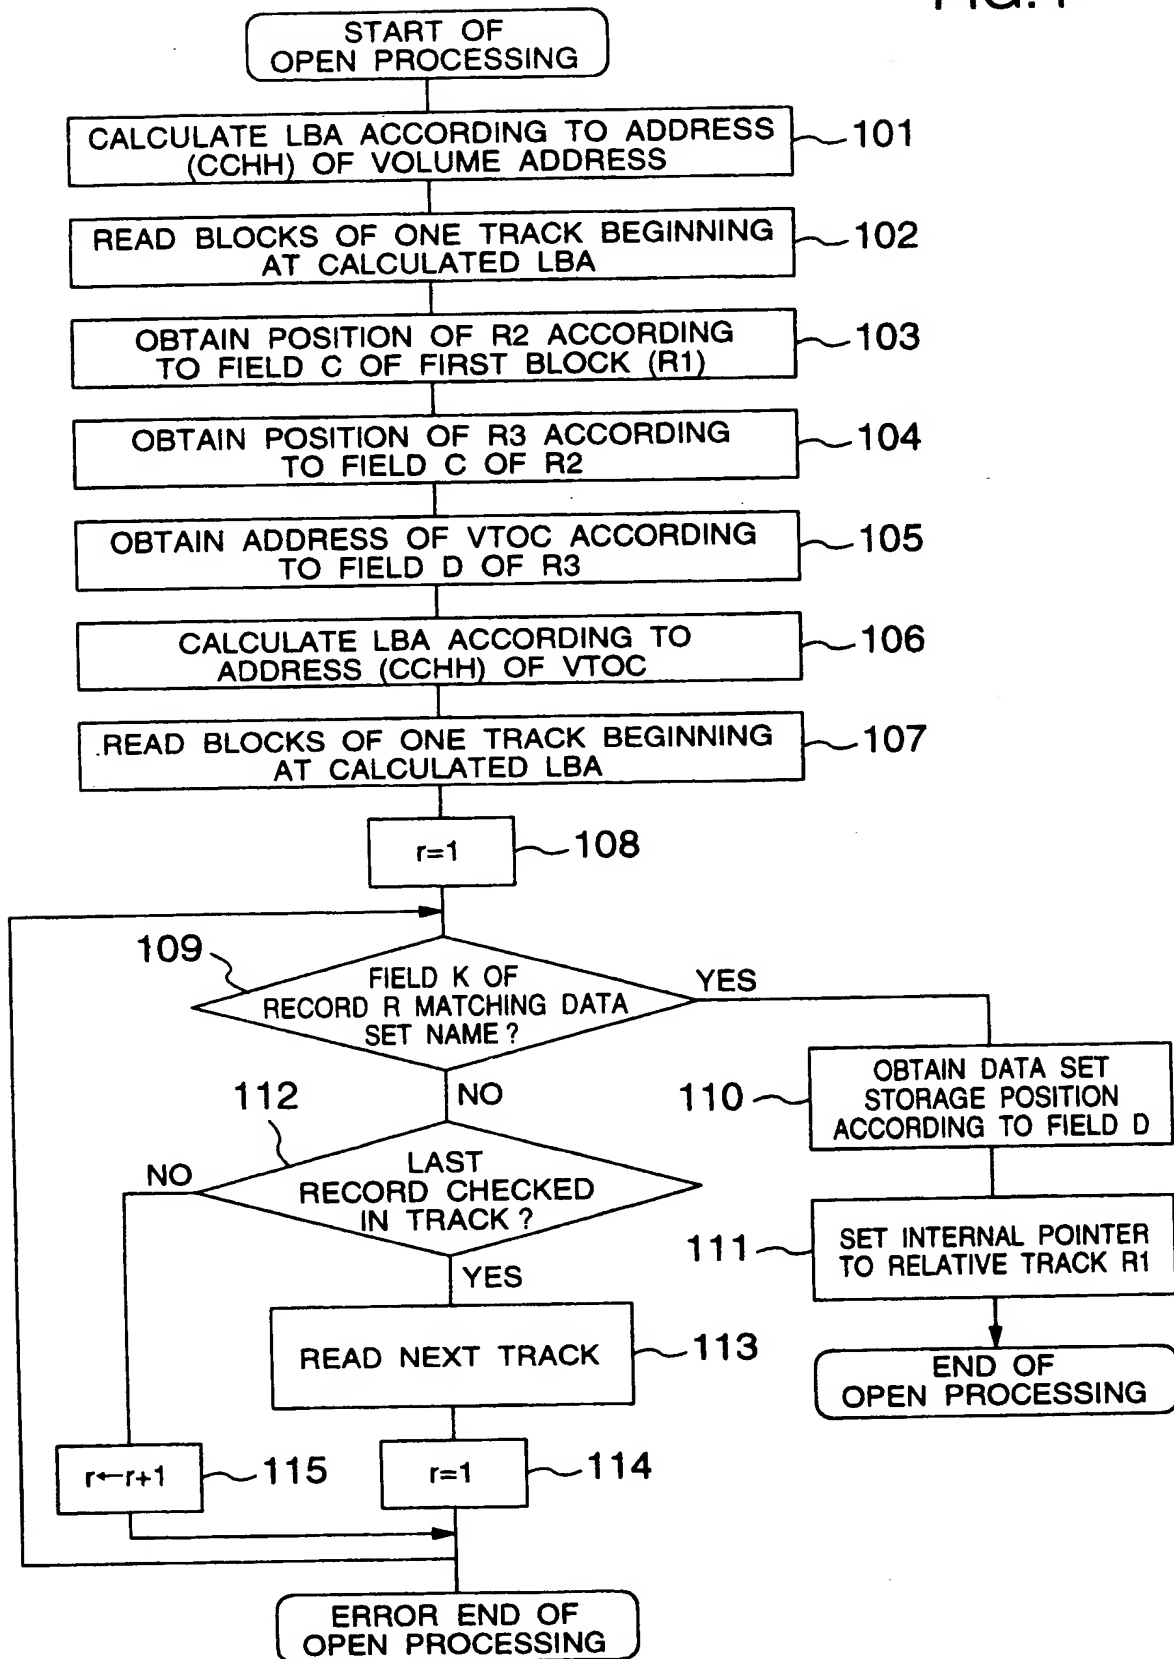 FIG.1
START OF
OPEN PROCESSING
CALCULATE LBA ACCORDING TO ADDRESS
(CCHH) OF VOLUME ADDRESS
101
READ BLOCKS OF ONE TRACK BEGINNING
AT CALCULATED LBA
102
OBTAIN POSITION OF R2 ACCORDING
TO FIELD C OF FIRST BLOCK (R1)
103
OBTAIN POSITION OF R3 ACCORDING
TO FIELD C OF R2
104
OBTAIN ADDRESS OF VTOC ACCORDING
TO FIELD D OF R3
105
CALCULATE LBA ACCORDING TO
ADDRESS (CCHH) OF VTOC
106
READ BLOCKS OF ONE TRACK BEGINNING
AT CALCULATED LBA
107
r=1
108
109
FIELD K OF
RECORD R MATCHING DATA
SET NAME?
YES
NO
110
OBTAIN DATA SET
STORAGE POSITION
ACCORDING TO FIELD D
112
LAST
RECORD CHECKED
IN TRACK?
NO
YES
111
SET INTERNAL POINTER
TO RELATIVE TRACK R1
READ NEXT TRACK
113
END OF
OPEN PROCESSING
r←r+1
115
r=1
114
ERROR END OF
OPEN PROCESSING